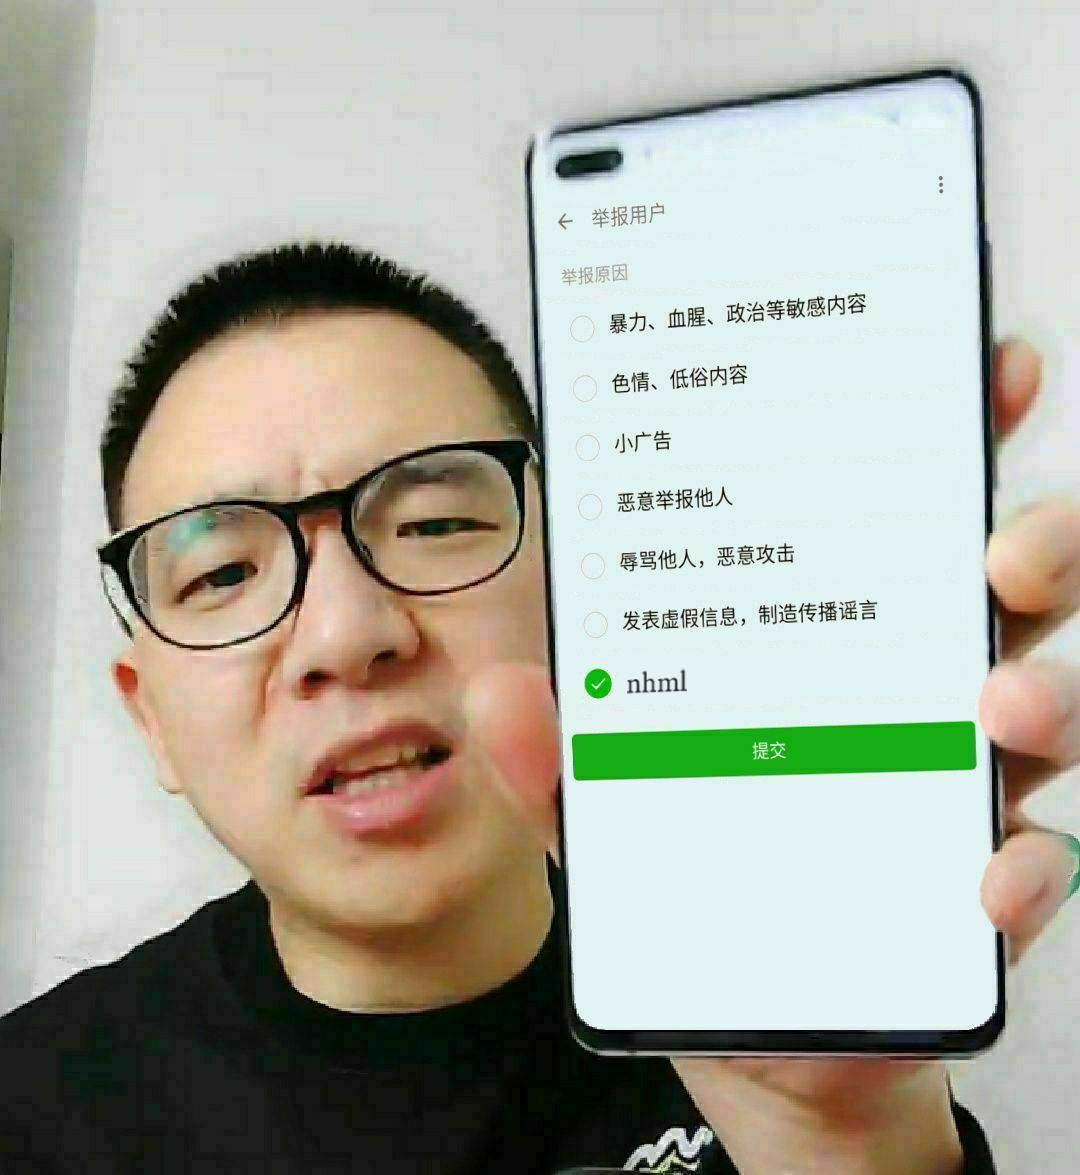 举报用户
举报原因
暴力、血腥、政治等敏感内容
色情、低俗内容
小广告
恶意举报他人
辱骂他人，恶意攻击
发表虚假信息，制造传播谣言
nhml
提交